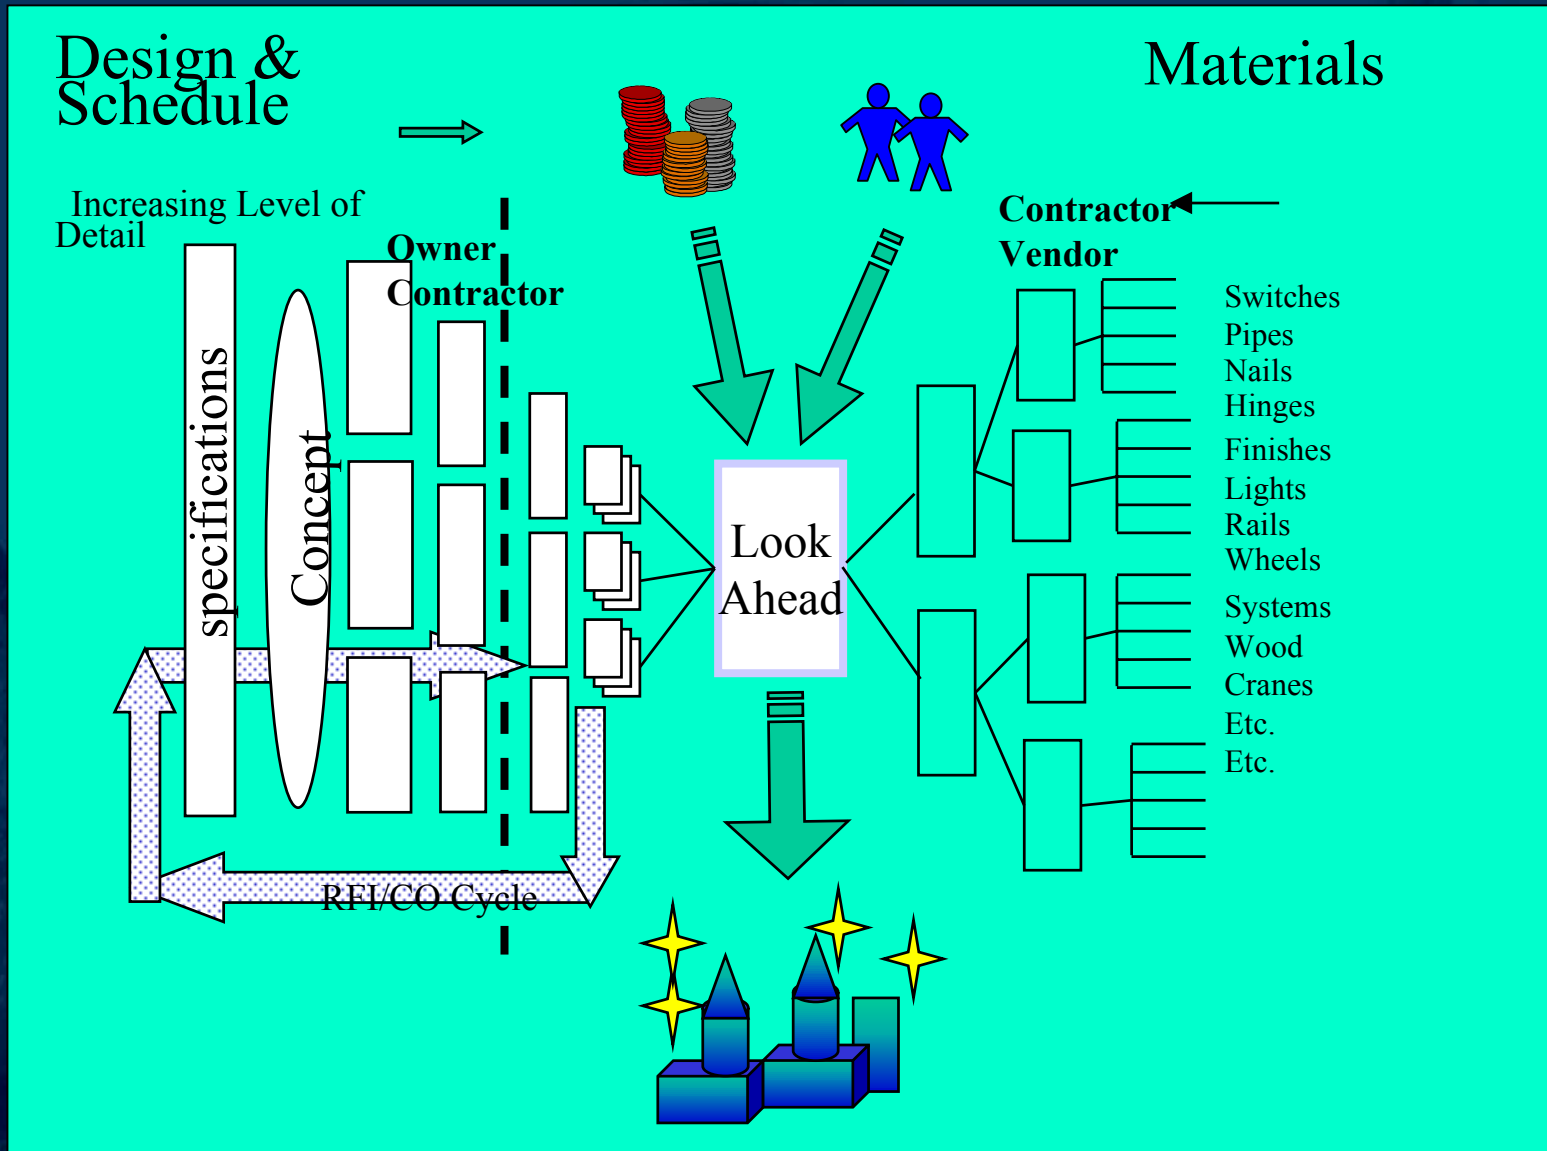 Design &
Schedule
Materials
Increasing Level of
Detail
Owner
Contractor
Contractor
Vendor
specifications
Concept
Look
Ahead
Switches
Pipes
Nails
Hinges
Finishes
Lights
Rails
Wheels
Systems
Wood
Cranes
Etc.
Etc.
RFI/CO Cycle